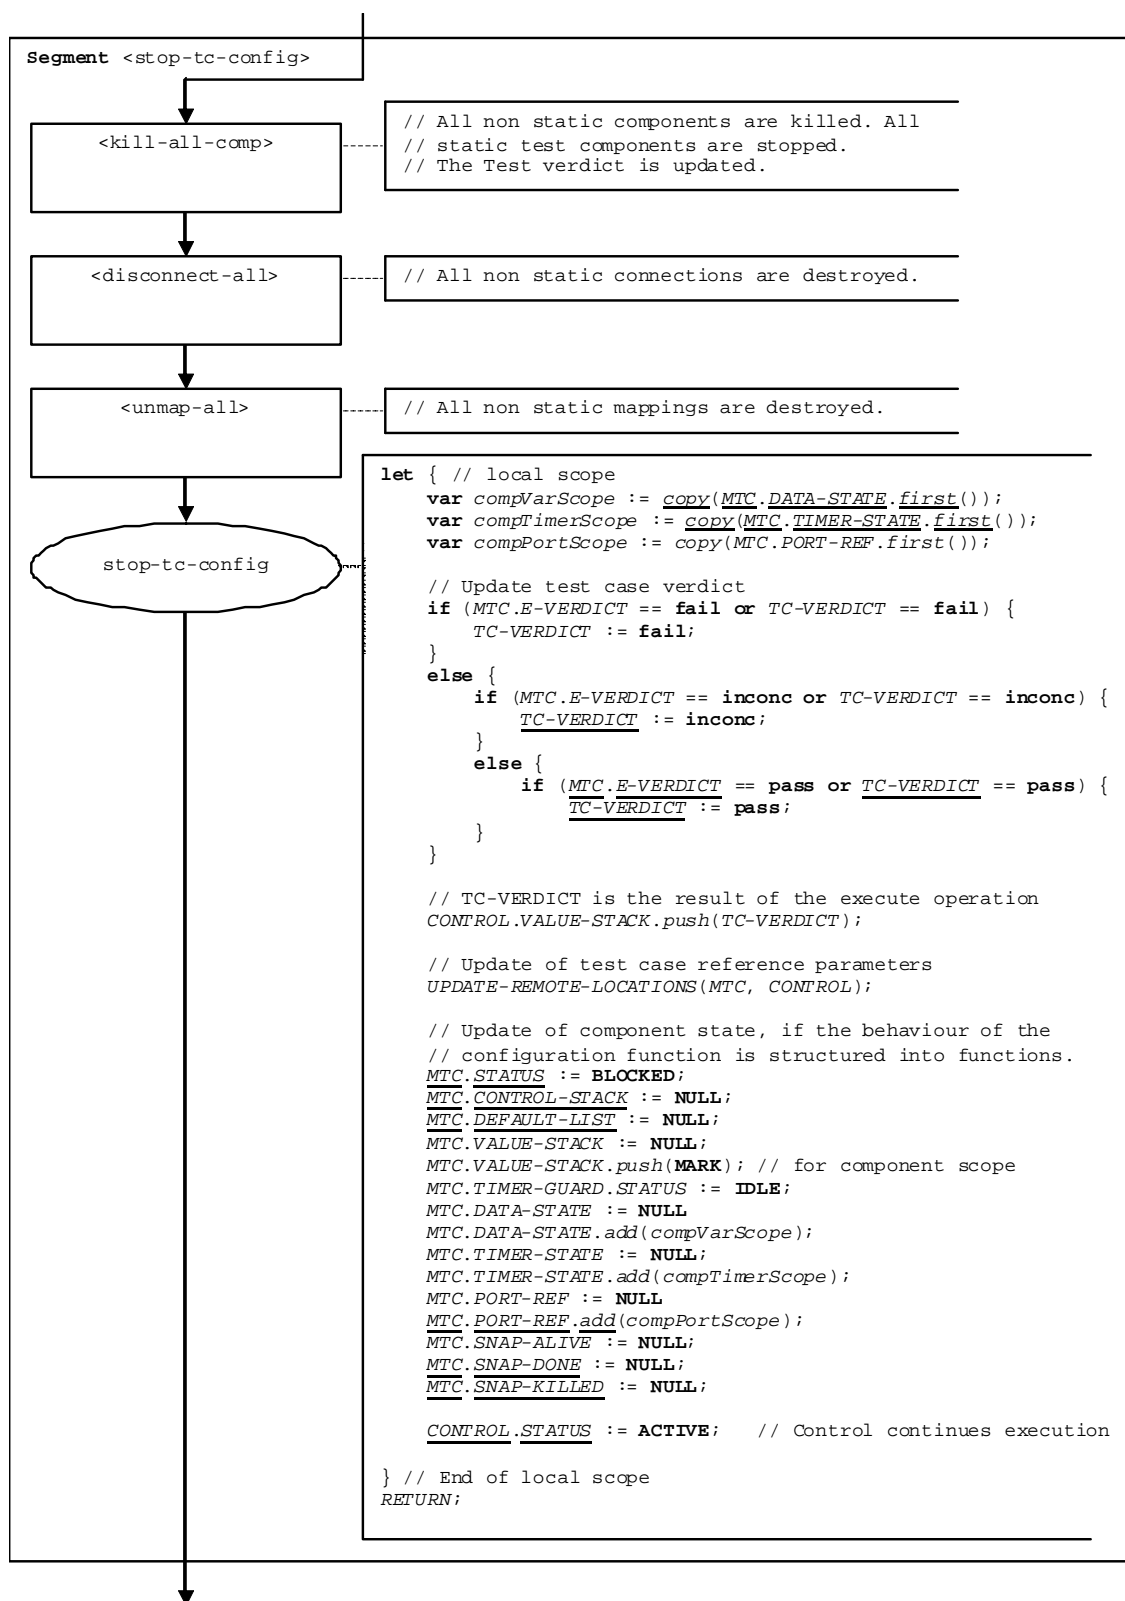 Segment <stop-tc-config>
<kill-all-comp>
// All non static components are killed. All
// static test components are stopped.
// The Test verdict is updated.
<disconnect-all>
// All non static connections are destroyed.
<unmap-all>
// All non static mappings are destroyed.
stop-tc-config
let { // local scope
var compVarScope := copy(MTC.DATA-STATE.first());
var compTimerScope := copy(MTC.TIMER-STATE.first());
var compPortScope := copy(MTC.PORT-REF.first());
// Update test case verdict
if (MTC.E-VERDICT == fail or TC-VERDICT == fail) {
TC-VERDICT := fail;
}
else {
if (MTC.E-VERDICT == inconc or TC-VERDICT == inconc) {
TC-VERDICT := inconc;
}
else {
if (MTC.E-VERDICT == pass or TC-VERDICT == pass) {
TC-VERDICT := pass;
}
}
// TC-VERDICT is the result of the execute operation
CONTROL.VALUE-STACK.push(TC-VERDICT);
// Update of test case reference parameters
UPDATE-REMOTE-LOCATIONS(MTC, CONTROL);
// Update of component state, if the behaviour of the
// configuration function is structured into functions.
MTC.STATUS := BLOCKED;
MTC.CONTROL-STACK := NULL;
MTC.DEFAULT-LIST := NULL;
MTC.VALUE-STACK := NULL;
MTC.VALUE-STACK.push(MARK); // for component scope
MTC.TIMER-GUARD.STATUS := IDLE;
MTC.DATA-STATE := NULL
MTC.DATA-STATE.add(compVarScope);
MTC.TIMER-STATE := NULL;
MTC.TIMER-STATE.add(compTimerScope);
MTC.PORT-REF := NULL
MTC.PORT-REF.add(compPortScope);
MTC.SNAP-ALIVE := NULL;
MTC.SNAP-DONE := NULL;
MTC.SNAP-KILLED := NULL;
CONTROL.STATUS := ACTIVE; // Control continues execution
} // End of local scope
RETURN;